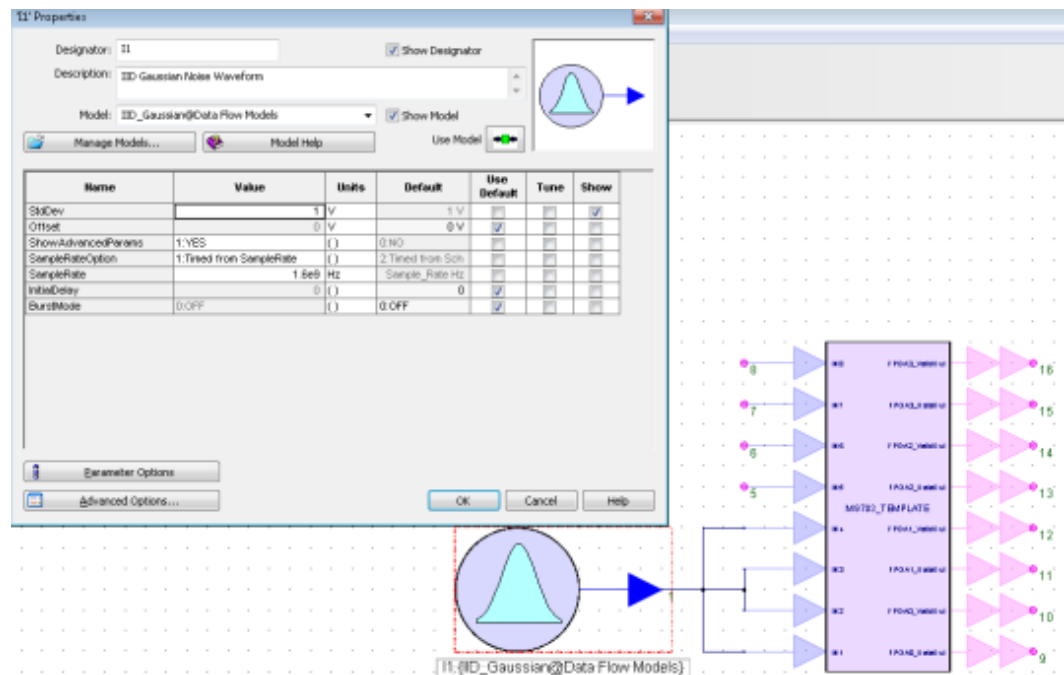 'I1' Properties
Designator: I1
Show Designator
Description: IID Gaussian Noise Waveform
Model: IID_Gaussian@Data Flow Models
Show Model
Manage Models...
Model Help
Use Model
Name Value Units Default Use Default Tune Show
StdDev 1 V 1 V
Offset 0 V 0 V
ShowAdvancedParams 1:YES () 0:NO
SampleRateOption 1:Timed from SampleRate () 2:Timed from Sch
SampleRate 1.6e9 Hz Sample_Rate Hz
InitialDelay 0 () 0
BurstMode 0:OFF () 0:OFF
Parameter Options
Advanced Options...
OK Cancel Help
8 16
7 15
6 14
5 13
M9703_TEMPLATE
12
11
10
9
I1 {IID_Gaussian@Data Flow Models}